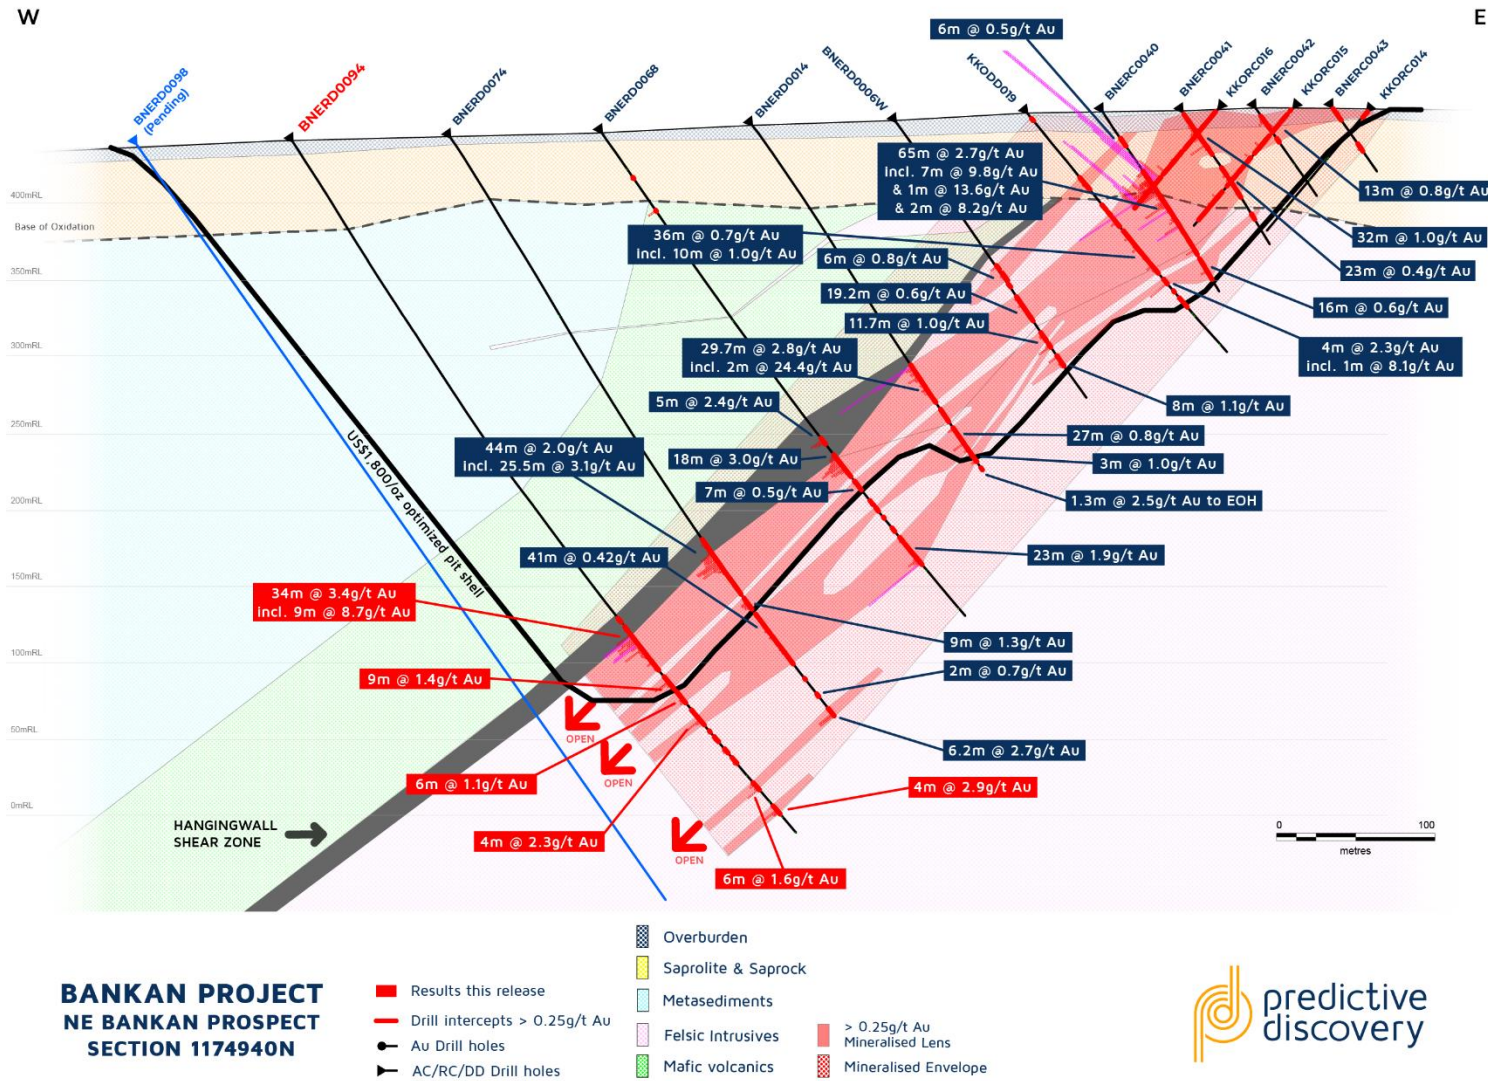 W
E
BNERD0098
(Pending)
BNERD0094
BNERD0074
BNERD0068
BNERD0014
BNERD0006W
KKODD019
BNERC0040
BNERC0041
KKORC016
BNERC0042
KKORC015
BNERC0043
KKORC014
6m @ 0.5g/t Au
65m @ 2.7g/t Au
Incl. 7m @ 9.8g/t Au
& 1m @ 13.6g/t Au
& 2m @ 8.2g/t Au
13m @ 0.8g/t Au
400mRL
Base of Oxidation
36m @ 0.7g/t Au
incl. 10m @ 1.0g/t Au
32m @ 1.0g/t Au
6m @ 0.8g/t Au
23m @ 0.4g/t Au
350mRL
19.2m @ 0.6g/t Au
16m @ 0.6g/t Au
11.7m @ 1.0g/t Au
300mRL
29.7m @ 2.8g/t Au
incl. 2m @ 24.4g/t Au
4m @ 2.3g/t Au
incl. 1m @ 8.1g/t Au
5m @ 2.4g/t Au
8m @ 1.1g/t Au
250mRL
44m @ 2.0g/t Au
incl. 25.5m @ 3.1g/t Au
27m @ 0.8g/t Au
18m @ 3.0g/t Au
3m @ 1.0g/t Au
7m @ 0.5g/t Au
200mRL
1.3m @ 2.5g/t Au to EOH
US$1,800/oz optimized pit shell
41m @ 0.42g/t Au
23m @ 1.9g/t Au
150mRL
34m @ 3.4g/t Au
incl. 9m @ 8.7g/t Au
9m @ 1.3g/t Au
100mRL
9m @ 1.4g/t Au
2m @ 0.7g/t Au
50mRL
OPEN
6.2m @ 2.7g/t Au
OPEN
6m @ 1.1g/t Au
4m @ 2.9g/t Au
0mRL
HANGINGWALL
SHEAR ZONE
4m @ 2.3g/t Au
OPEN
6m @ 1.6g/t Au
0 100
metres
BANKAN PROJECT
NE BANKAN PROSPECT
SECTION 1174940N
Results this release
Drill intercepts > 0.25g/t Au
Au Drill holes
AC/RC/DD Drill holes
Overburden
Saprolite & Saprock
Metasediments
Felsic Intrusives
Mafic volcanics
> 0.25g/t Au
Mineralised Lens
Mineralised Envelope
predictive
discovery